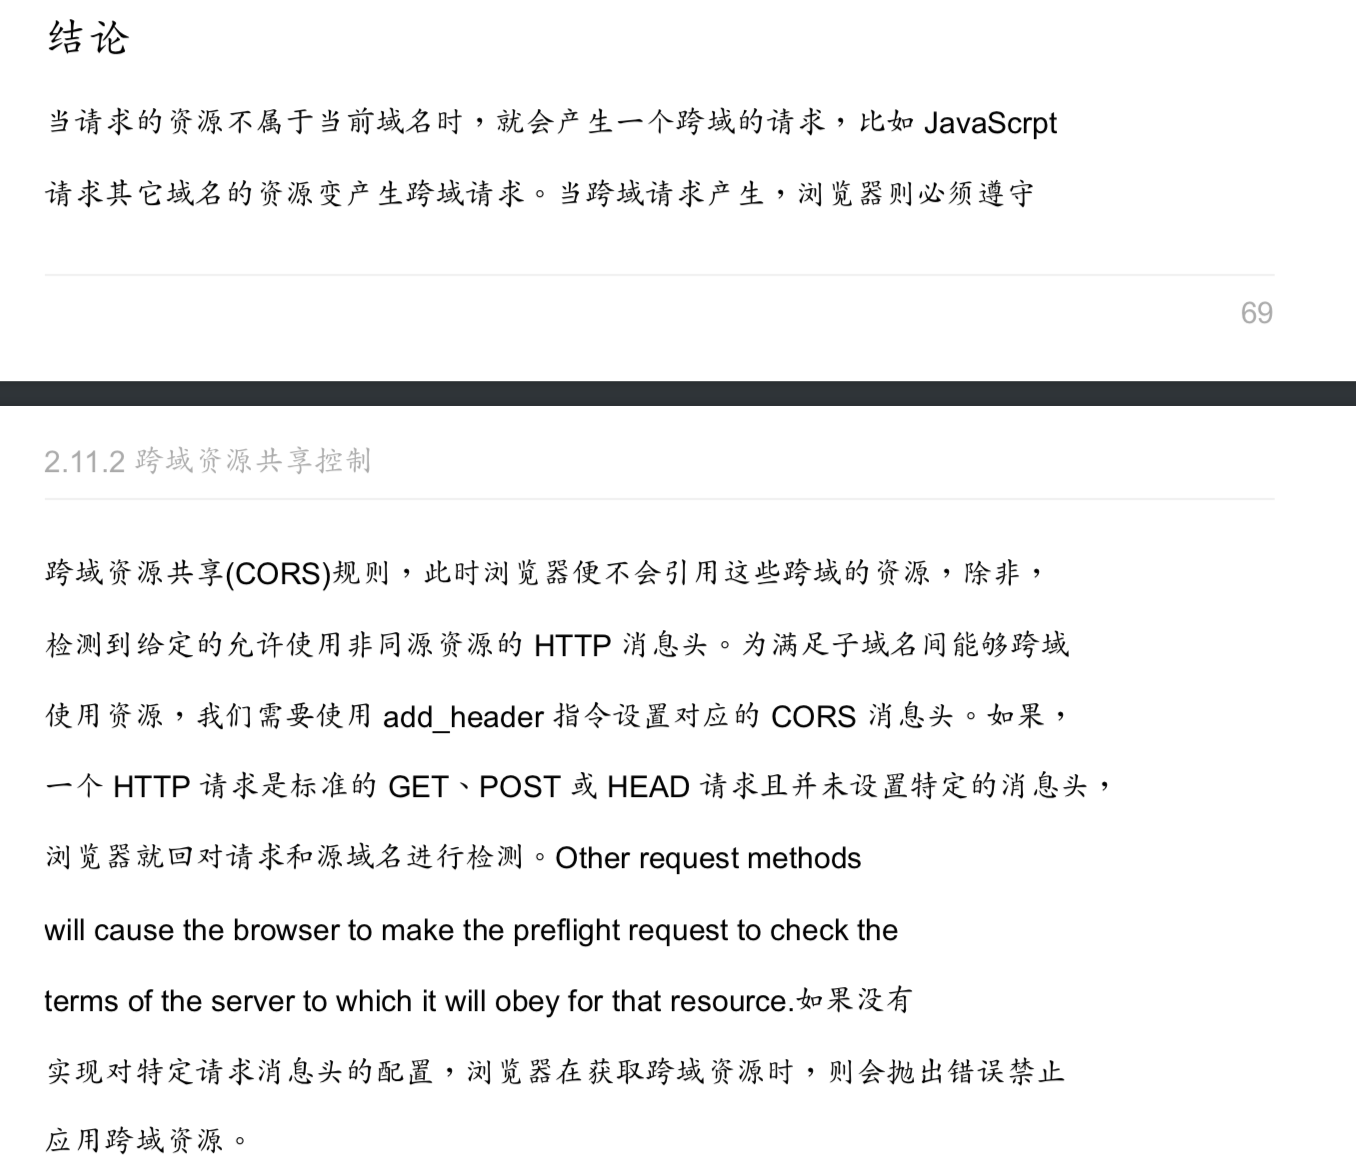 结论
当请求的资源不属于当前域名时，就会产生一个跨域的请求，比如 JavaScrpt
请求其它域名的资源变产生跨域请求。当跨域请求产生，浏览器则必须遵守
69
2.11.2 跨域资源共享控制
跨域资源共享(CORS)规则，此时浏览器便不会引用这些跨域的资源，除非，
检测到给定的允许使用非同源资源的 HTTP 消息头。为满足子域名间能够跨域
使用资源，我们需要使用 add_header 指令设置对应的 CORS 消息头。如果，
一个 HTTP 请求是标准的 GET、POST 或 HEAD 请求且并未设置特定的消息头，
浏览器就回对请求和源域名进行检测。Other request methods
will cause the browser to make the preflight request to check the
terms of the server to which it will obey for that resource.如果没有
实现对特定请求消息头的配置，浏览器在获取跨域资源时，则会抛出错误禁止
应用跨域资源。